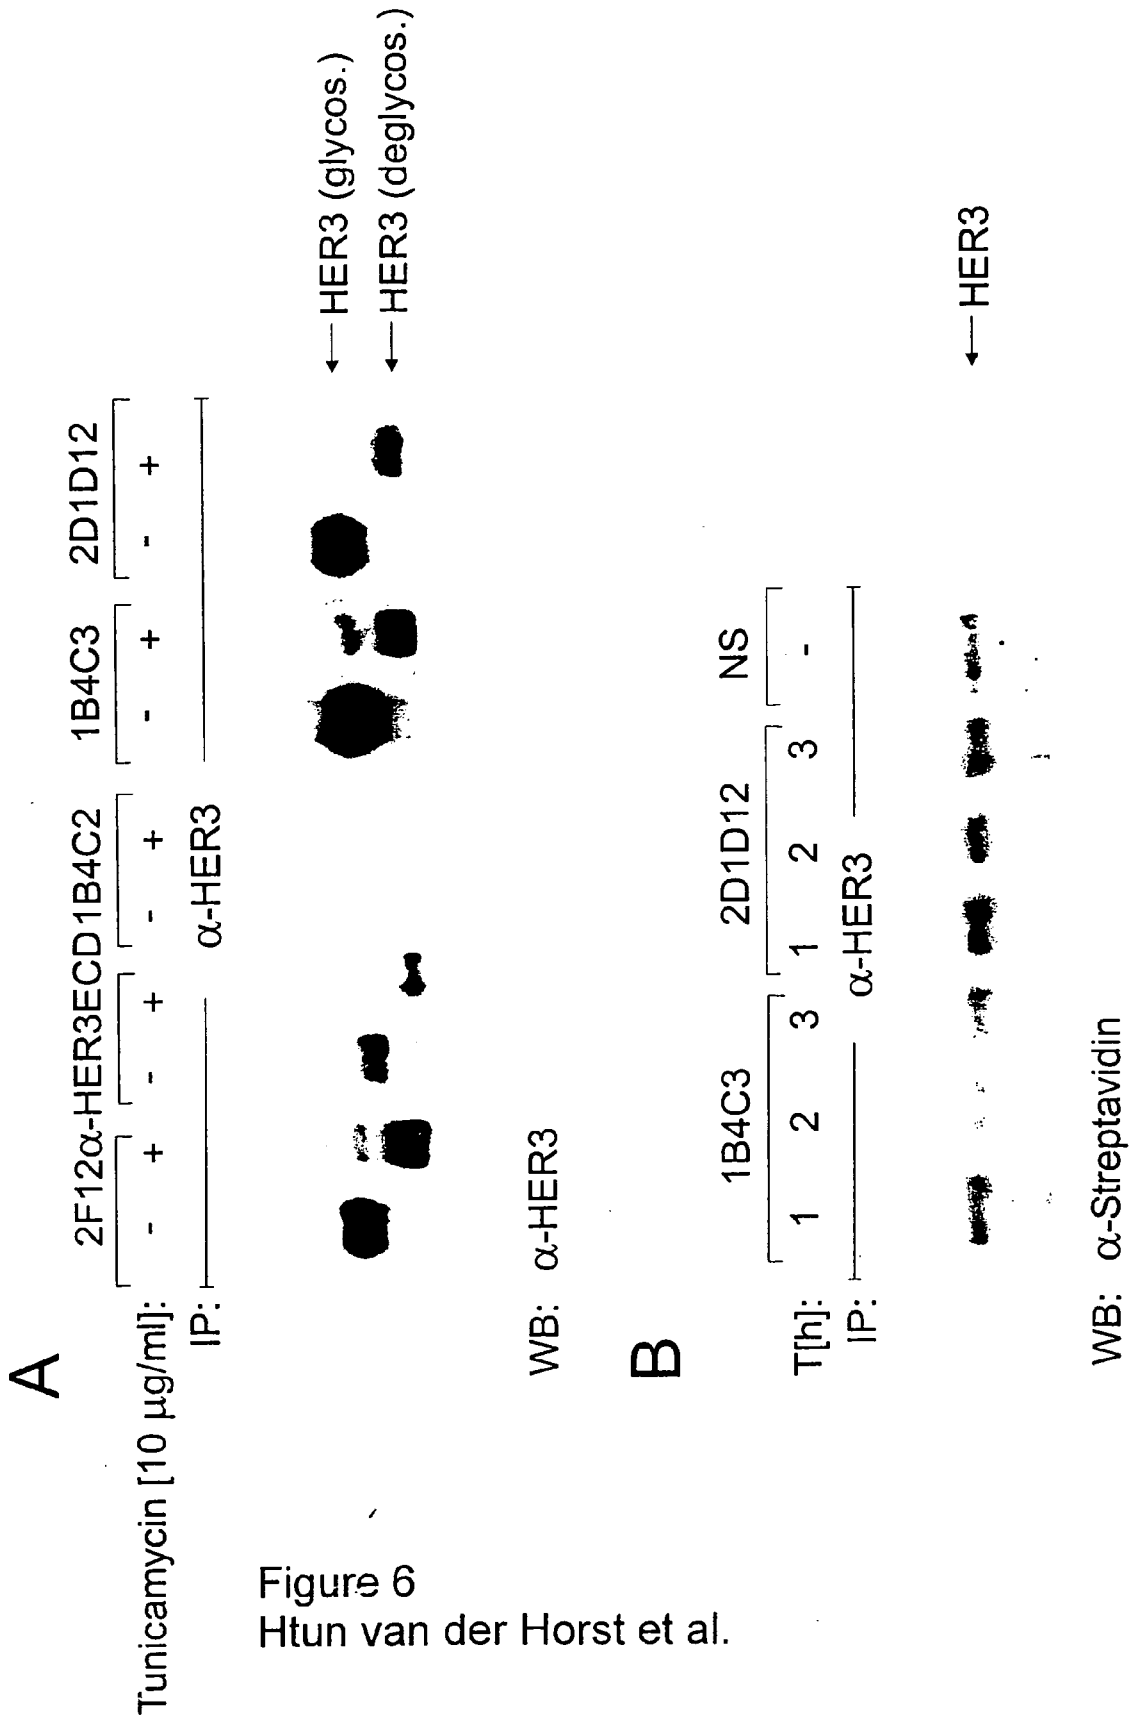 A
2F12 α-HER3ECD 1B4C2 1B4C3 2D1D12
Tunicamycin [10 µg/ml]: - + - + - + - + - +
IP: α-HER3
HER3 (glycos.)
HER3 (deglycos.)
WB: α-HER3
B
1B4C3 2D1D12 NS
T[h]: 1 2 3 1 2 3 -
IP: α-HER3
HER3
WB: α-Streptavidin
Figure 6
Htun van der Horst et al.